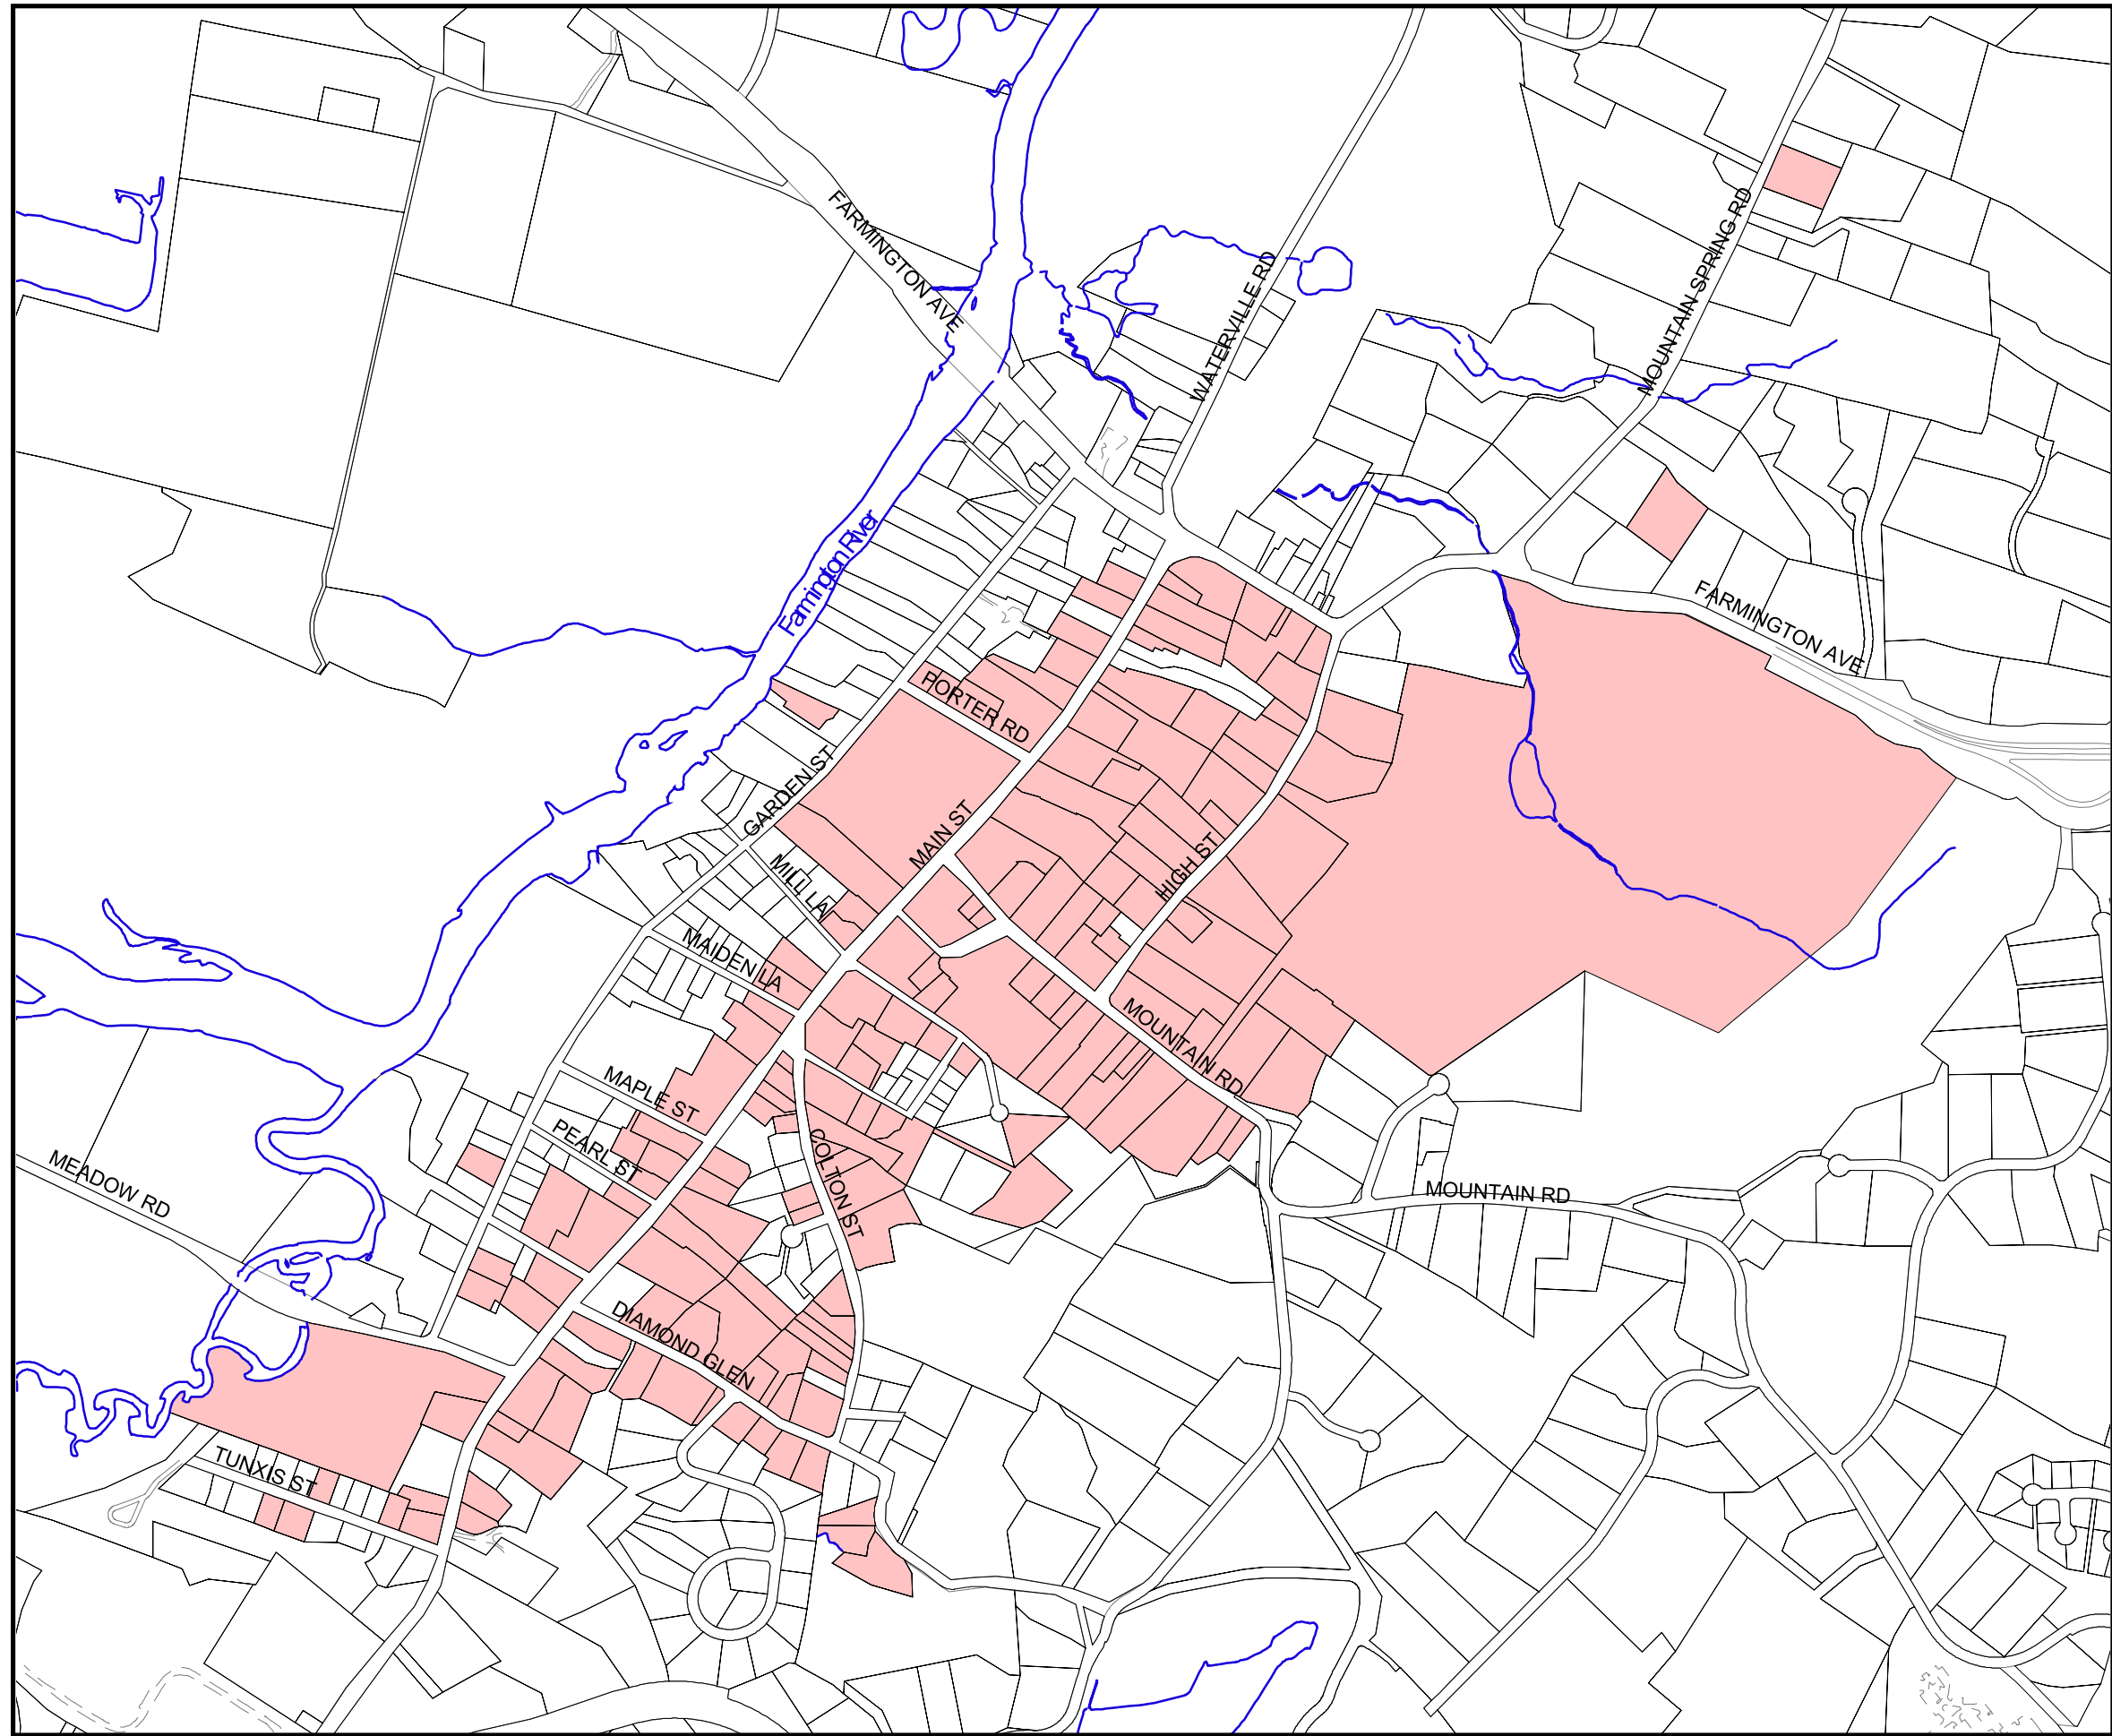 FARMINGTON AVE
WATERVILLE RD
MOUNTAIN SPRING RD
Farmington River
FARMINGTON AVE
PORTER RD
GARDEN ST
MAIN ST
HIGH ST
MILL LA
MAIDEN LA
MOUNTAIN RD
MAPLE ST
PEARL ST
COLTON ST
MEADOW RD
MOUNTAIN RD
DIAMOND GLEN
TUNXIS ST